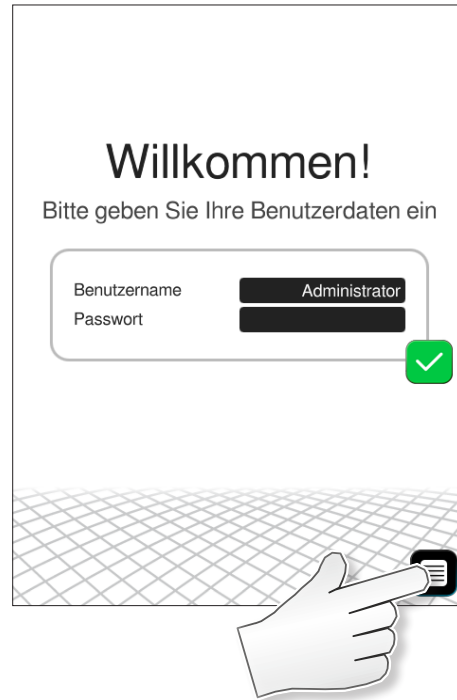 Willkommen!
Bitte geben Sie Ihre Benutzerdaten ein
Benutzername Administrator
Passwort